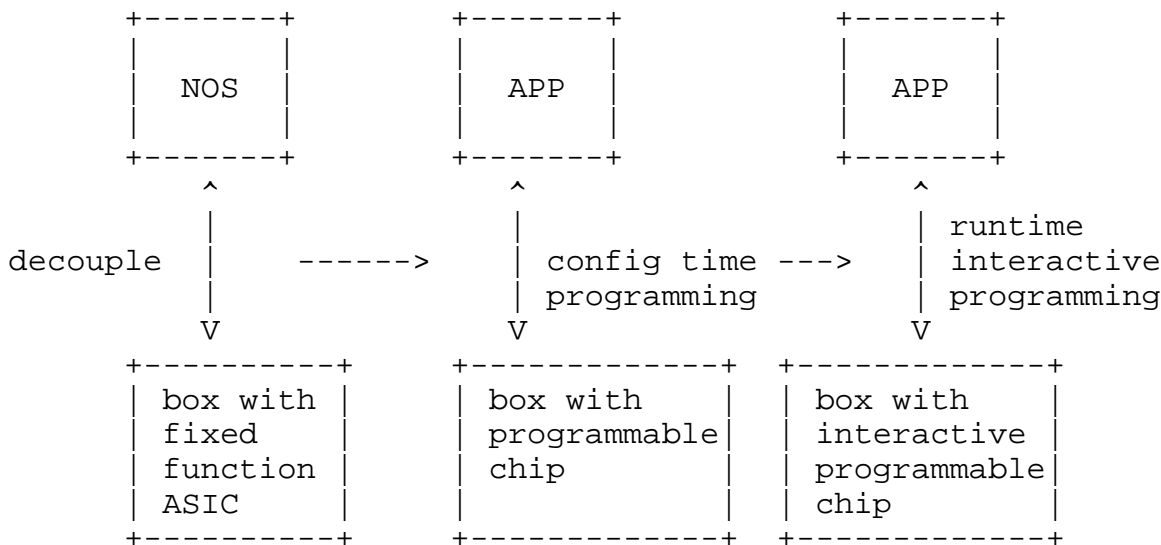 NOS APP APP
runtime
decouple ------> config time ---> interactive
programming programming
box with box with box with
fixed programmable interactive
function chip programmable
ASIC chip